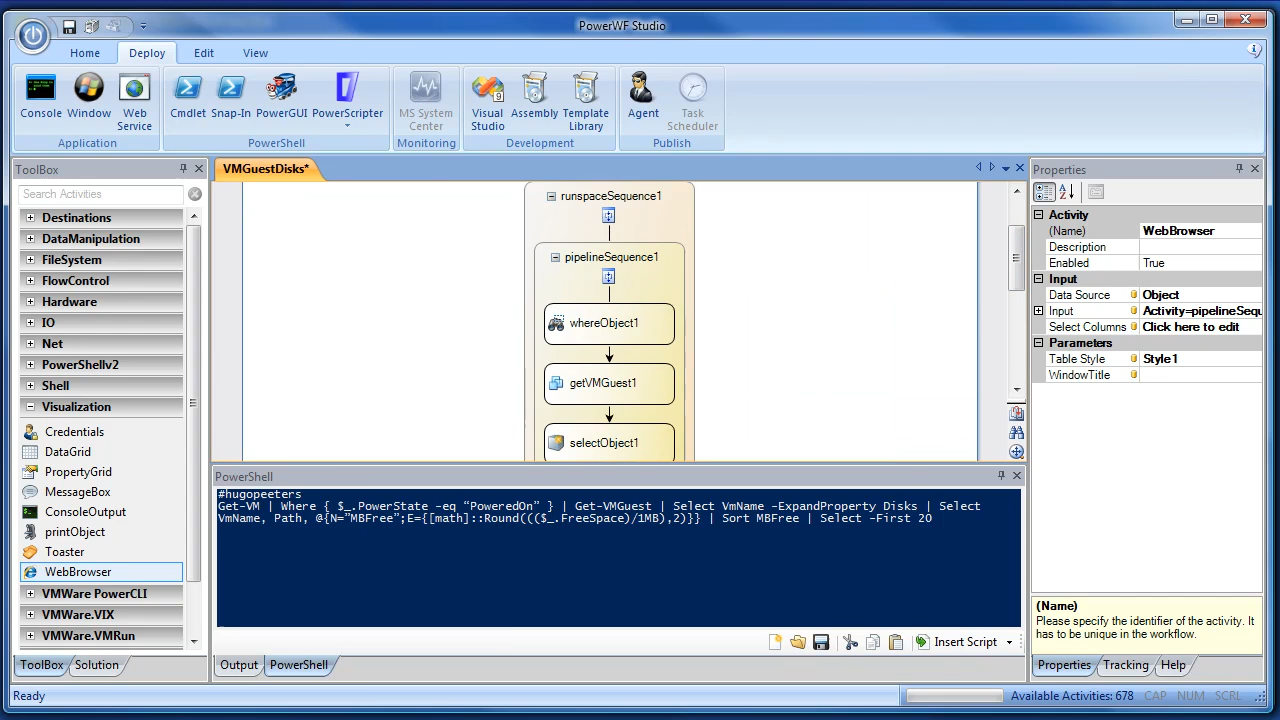 PowerWF Studio
Home Deploy Edit View
Console Window Web Service
Application
Cmdlet Snap-In PowerGUI PowerScripter
PowerShell
MS System Center
Monitoring
Visual Studio Assembly Template Library
Development
Agent Task Scheduler
Publish
ToolBox
Search Activities
Destinations
DataManipulation
FileSystem
FlowControl
Hardware
IO
Net
PowerShellv2
Shell
Visualization
Credentials
DataGrid
PropertyGrid
MessageBox
ConsoleOutput
printObject
Toaster
WebBrowser
VMWare PowerCLI
VMWare.VIX
VMWare.VMRun
ToolBox Solution
VMGuestDisks*
runspaceSequence1
pipelineSequence1
whereObject1
getVMGuest1
selectObject1
PowerShell
#hugopeeters
Get-VM | Where { $_.PowerState -eq “PoweredOn” } | Get-VMGuest | Select VmName -ExpandProperty Disks | Select
VmName, Path, @{N=”MBFree”;E={[math]::Round((($_.FreeSpace)/1MB),2)}} | Sort MBFree | Select -First 20
Insert Script
Output PowerShell
Properties
Activity
(Name) WebBrowser
Description
Enabled True
Input
Data Source Object
Input Activity=pipelineSequ
Select Columns Click here to edit
Parameters
Table Style Style1
WindowTitle
(Name)
Please specify the identifier of the activity. It
has to be unique in the workflow.
Properties Tracking Help
Ready
Available Activities: 678 CAP NUM SCRL